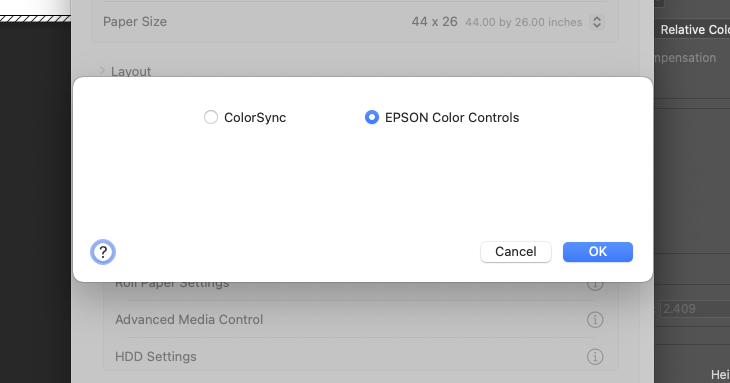 Paper Size 44 x 26 44.00 by 26.00 inches
Relative Colo
mpensation
Layout
ColorSync EPSON Color Controls
? Cancel OK
Roll Paper Settings
Advanced Media Control
2.409
HDD Settings
Hei